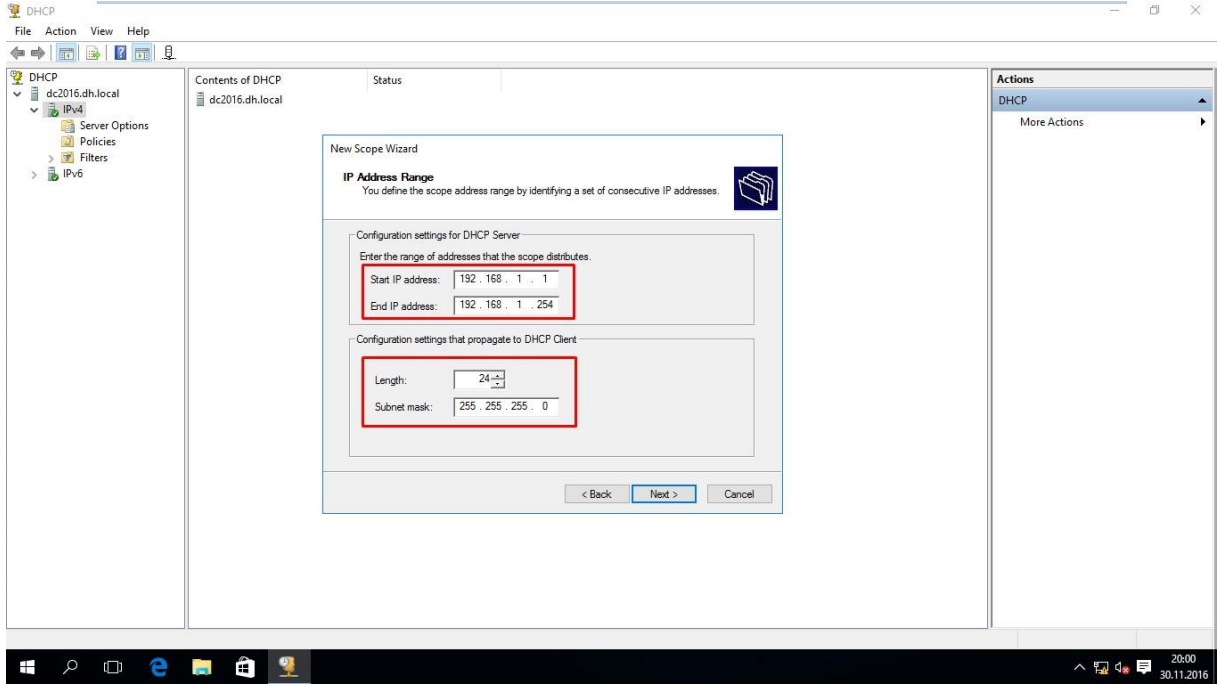 DHCP
File Action View Help
DHCP
dc2016.dh.local
IPv4
Server Options
Policies
Filters
IPv6
Contents of DHCP Status
dc2016.dh.local
New Scope Wizard
IP Address Range
You define the scope address range by identifying a set of consecutive IP addresses.
Configuration settings for DHCP Server
Enter the range of addresses that the scope distributes.
Start IP address: 192 . 168 . 1 . 1
End IP address: 192 . 168 . 1 . 254
Configuration settings that propagate to DHCP Client
Length: 24
Subnet mask: 255 . 255 . 255 . 0
< Back Next > Cancel
Actions
DHCP
More Actions
20:00
30.11.2016